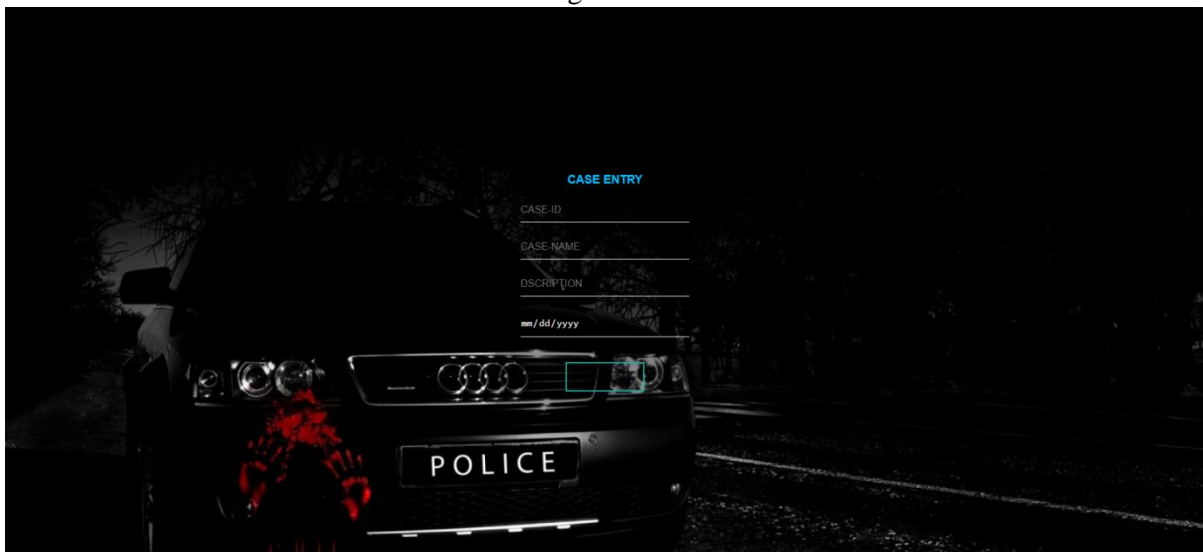 CASE ENTRY
CASE-ID
CASE-NAME
DSCRIPTION
mm/dd/yyyy
POLICE